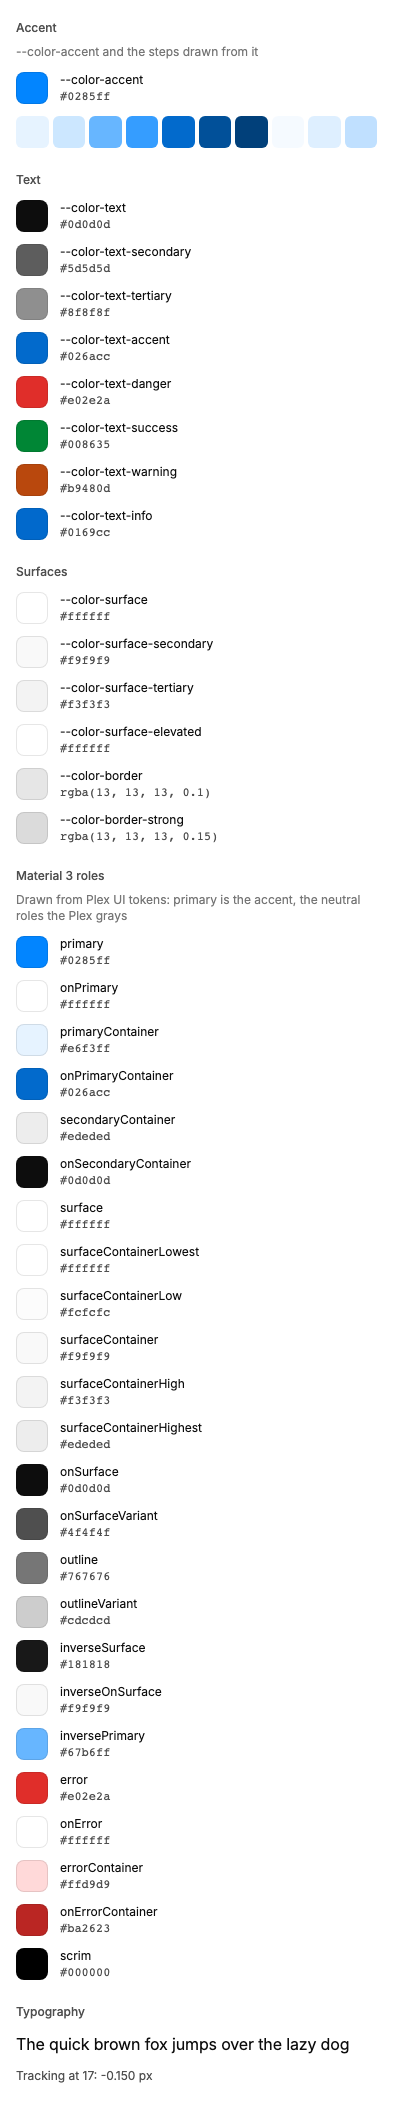 Accent
--color-accent and the steps drawn from it
--color-accent
#0285ff
Text
--color-text
#0d0d0d
--color-text-secondary
#5d5d5d
--color-text-tertiary
#8f8f8f
--color-text-accent
#026acc
--color-text-danger
#e02e2a
--color-text-success
#008635
--color-text-warning
#b9480d
--color-text-info
#0169cc
Surfaces
--color-surface
#ffffff
--color-surface-secondary
#f9f9f9
--color-surface-tertiary
#f3f3f3
--color-surface-elevated
#ffffff
--color-border
rgba(13, 13, 13, 0.1)
--color-border-strong
rgba(13, 13, 13, 0.15)
Material 3 roles
Drawn from Plex UI tokens: primary is the accent, the neutral
roles the Plex grays
primary
#0285ff
onPrimary
#ffffff
primaryContainer
#e6f3ff
onPrimaryContainer
#026acc
secondaryContainer
#ededed
onSecondaryContainer
#0d0d0d
surface
#ffffff
surfaceContainerLowest
#ffffff
surfaceContainerLow
#fcfcfc
surfaceContainer
#f9f9f9
surfaceContainerHigh
#f3f3f3
surfaceContainerHighest
#ededed
onSurface
#0d0d0d
onSurfaceVariant
#4f4f4f
outline
#767676
outlineVariant
#cdcdcd
inverseSurface
#181818
inverseOnSurface
#f9f9f9
inversePrimary
#67b6ff
error
#e02e2a
onError
#ffffff
errorContainer
#ffd9d9
onErrorContainer
#ba2623
scrim
#000000
Typography
The quick brown fox jumps over the lazy dog
Tracking at 17: -0.150 px